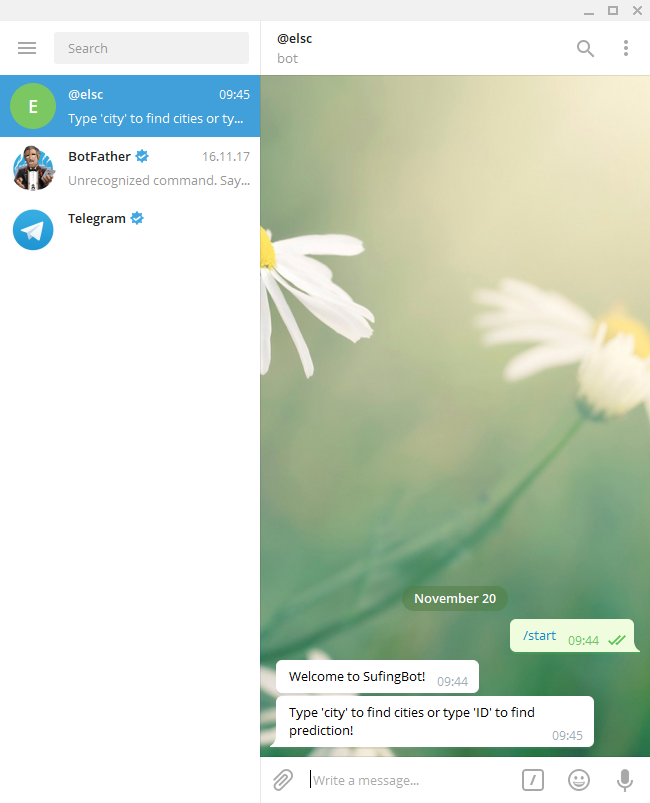 Search
@elsc
bot
E
@elsc
09:45
Type 'city' to find cities or ty...
BotFather
16.11.17
Unrecognized command. Say...
Telegram
November 20
/start
09:44
Welcome to SufingBot!
09:44
Type 'city' to find cities or type 'ID' to find
prediction!
09:45
Write a message...